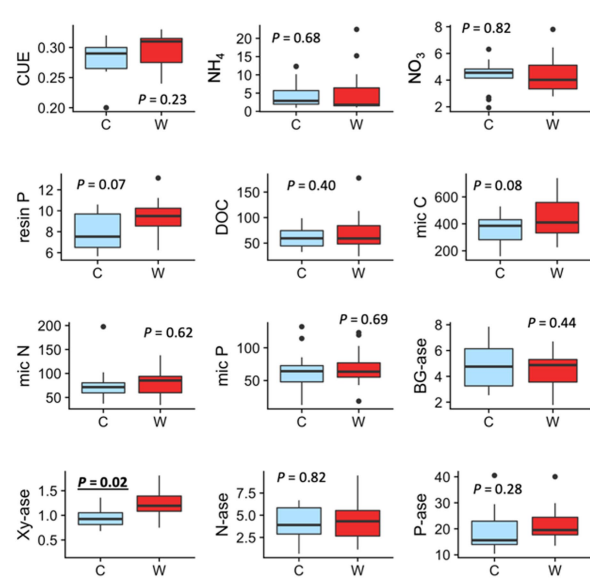 CUE
0.30
0.25
0.20
P = 0.23
C W
NH4
20
15
10
5
0
P = 0.68
C W
NO3
8
6
4
2
P = 0.82
C W
resin P
12
10
8
6
P = 0.07
C W
DOC
150
100
50
P = 0.40
C W
mic C
600
400
200
P = 0.08
C W
mic N
200
150
100
50
P = 0.62
C W
mic P
100
50
P = 0.69
C W
BG-ase
8
6
4
2
P = 0.44
C W
Xy-ase
1.5
1.0
0.5
P = 0.02
C W
N-ase
7.5
5.0
2.5
P = 0.82
C W
P-ase
40
30
20
10
P = 0.28
C W